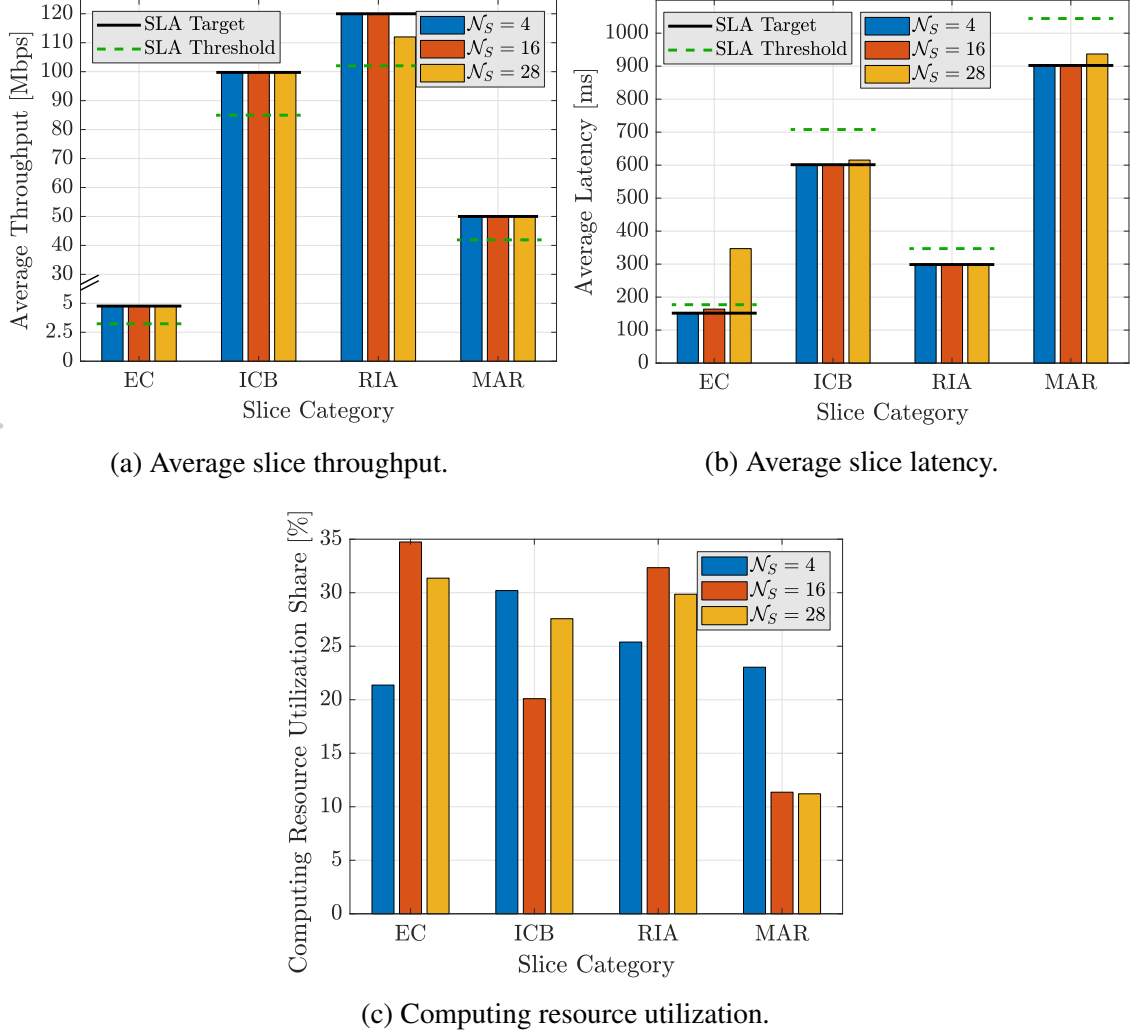 Average Throughput [Mbps]
120
110
100
90
80
70
60
50
40
30
5
2.5
0
SLA Target
SLA Threshold
𝒩_S = 4
𝒩_S = 16
𝒩_S = 28
EC ICB RIA MAR
Slice Category
(a) Average slice throughput.
Average Latency [ms]
1000
900
800
700
600
500
400
300
200
100
0
SLA Target
SLA Threshold
𝒩_S = 4
𝒩_S = 16
𝒩_S = 28
EC ICB RIA MAR
Slice Category
(b) Average slice latency.
Computing Resource Utilization Share [%]
35
30
25
20
15
10
5
0
𝒩_S = 4
𝒩_S = 16
𝒩_S = 28
EC ICB RIA MAR
Slice Category
(c) Computing resource utilization.